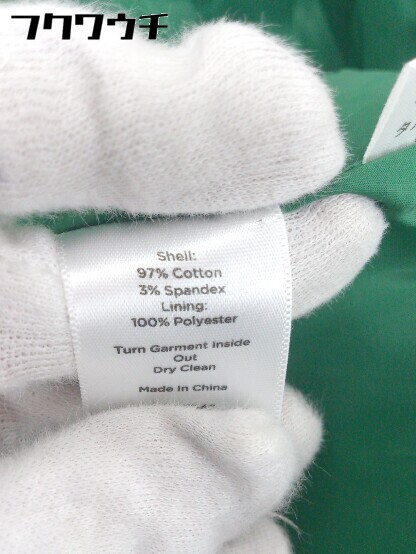 フクワウチ
Shell:
97% Cotton
3% Spandex
Lining:
100% Polyester
Turn Garment Inside
Out
Dry Clean
Made In China